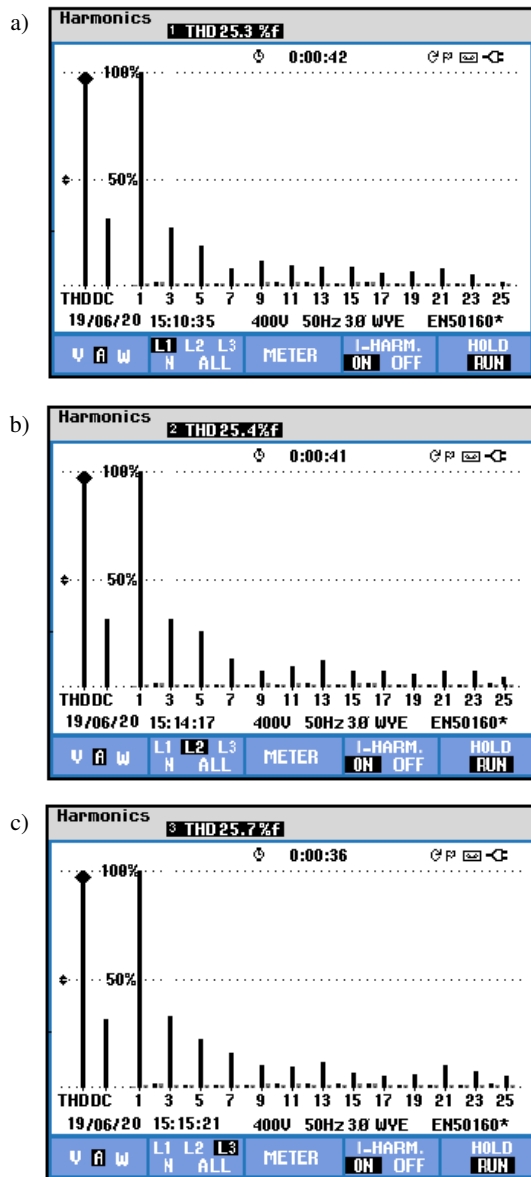 a)
Harmonics
1 THD 25.3 %f
0:00:42
100%
50%
THD DC 1 3 5 7 9 11 13 15 17 19 21 23 25
19/06/20 15:10:35 400V 50Hz 3Ø WYE EN50160*
V A W L1 L2 L3 N ALL METER I-HARM. ON OFF HOLD RUN
b)
Harmonics
2 THD 25.4%f
0:00:41
100%
50%
THD DC 1 3 5 7 9 11 13 15 17 19 21 23 25
19/06/20 15:14:17 400V 50Hz 3Ø WYE EN50160*
V A W L1 L2 L3 N ALL METER I-HARM. ON OFF HOLD RUN
c)
Harmonics
3 THD 25.7 %f
0:00:36
100%
50%
THD DC 1 3 5 7 9 11 13 15 17 19 21 23 25
19/06/20 15:15:21 400V 50Hz 3Ø WYE EN50160*
V A W L1 L2 L3 N ALL METER I-HARM. ON OFF HOLD RUN